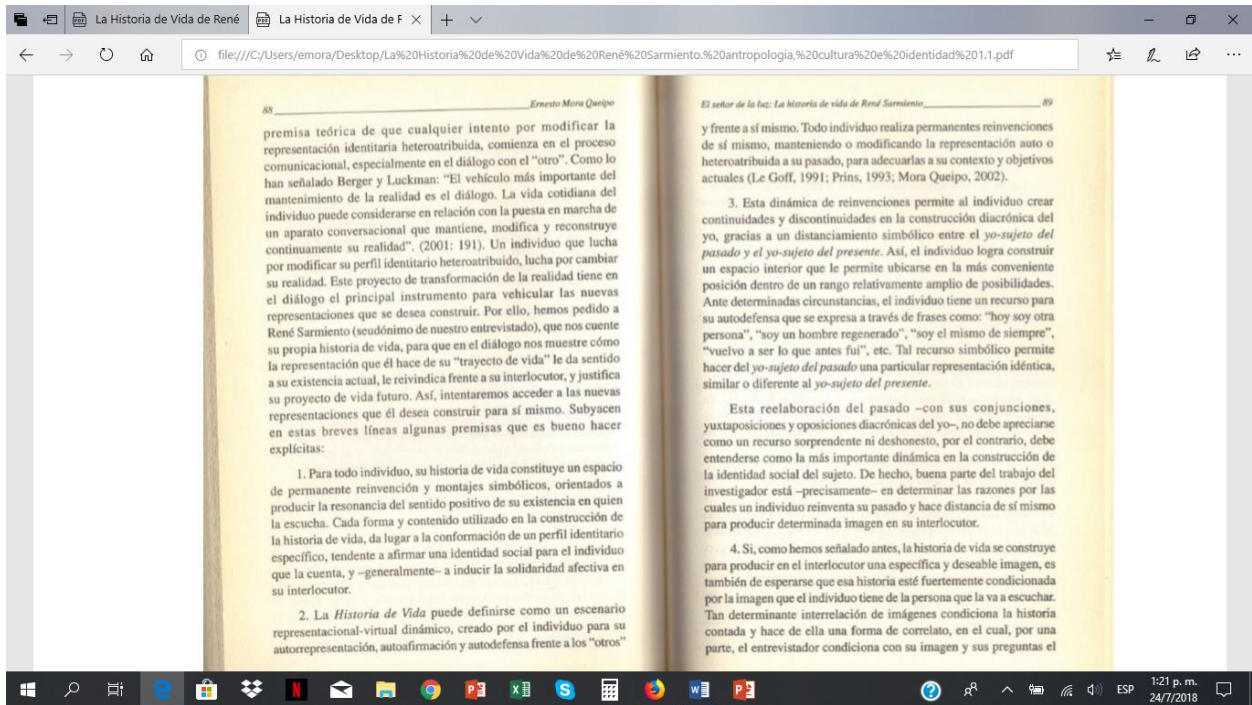 La Historia de Vida de René
La Historia de Vida de F
file:///C:/Users/emora/Desktop/La%20Historia%20de%20Vida%20de%20René%20Sarmiento.%20antropologia,%20cultura%20e%20identidad%201.1.pdf
88 Ernesto Mora Queipo
premisa teórica de que cualquier intento por modificar la
representación identitaria heteroatribuida, comienza en el proceso
comunicacional, especialmente en el diálogo con el "otro". Como lo
han señalado Berger y Luckman: "El vehículo más importante del
mantenimiento de la realidad es el diálogo. La vida cotidiana del
individuo puede considerarse en relación con la puesta en marcha de
un aparato conversacional que mantiene, modifica y reconstruye
continuamente su realidad". (2001: 191). Un individuo que lucha
por modificar su perfil identitario heteroatribuido, lucha por cambiar
su realidad. Este proyecto de transformación de la realidad tiene en
el diálogo el principal instrumento para vehicular las nuevas
representaciones que se desea construir. Por ello, hemos pedido a
René Sarmiento (seudónimo de nuestro entrevistado), que nos cuente
su propia historia de vida, para que en el diálogo nos muestre cómo
la representación que él hace de su "trayecto de vida" le da sentido
a su existencia actual, le reivindica frente a su interlocutor, y justifica
su proyecto de vida futuro. Así, intentaremos acceder a las nuevas
representaciones que él desea construir para sí mismo. Subyacen
en estas breves líneas algunas premisas que es bueno hacer
explícitas:
1. Para todo individuo, su historia de vida constituye un espacio
de permanente reinvención y montajes simbólicos, orientados a
producir la resonancia del sentido positivo de su existencia en quien
la escucha. Cada forma y contenido utilizado en la construcción de
la historia de vida, da lugar a la conformación de un perfil identitario
específico, tendente a afirmar una identidad social para el individuo
que la cuenta, y –generalmente– a inducir la solidaridad afectiva en
su interlocutor.
2. La Historia de Vida puede definirse como un escenario
representacional-virtual dinámico, creado por el individuo para su
autorrepresentación, autoafirmación y autodefensa frente a los "otros"
El señor de la luz: La historia de vida de René Sarmiento 89
y frente a sí mismo. Todo individuo realiza permanentes reinvenciones
de sí mismo, manteniendo o modificando la representación auto o
heteroatribuida a su pasado, para adecuarlas a su contexto y objetivos
actuales (Le Goff, 1991; Prins, 1993; Mora Queipo, 2002).
3. Esta dinámica de reinvenciones permite al individuo crear
continuidades y discontinuidades en la construcción diacrónica del
yo, gracias a un distanciamiento simbólico entre el yo-sujeto del
pasado y el yo-sujeto del presente. Así, el individuo logra construir
un espacio interior que le permite ubicarse en la más conveniente
posición dentro de un rango relativamente amplio de posibilidades.
Ante determinadas circunstancias, el individuo tiene un recurso para
su autodefensa que se expresa a través de frases como: "hoy soy otra
persona", "soy un hombre regenerado", "soy el mismo de siempre",
"vuelvo a ser lo que antes fui", etc. Tal recurso simbólico permite
hacer del yo-sujeto del pasado una particular representación idéntica,
similar o diferente al yo-sujeto del presente.
Esta reelaboración del pasado –con sus conjunciones,
yuxtaposiciones y oposiciones diacrónicas del yo–, no debe apreciarse
como un recurso sorprendente ni deshonesto, por el contrario, debe
entenderse como la más importante dinámica en la construcción de
la identidad social del sujeto. De hecho, buena parte del trabajo del
investigador está –precisamente– en determinar las razones por las
cuales un individuo reinventa su pasado y hace distancia de sí mismo
para producir determinada imagen en su interlocutor.
4. Si, como hemos señalado antes, la historia de vida se construye
para producir en el interlocutor una específica y deseable imagen, es
también de esperarse que esa historia esté fuertemente condicionada
por la imagen que el individuo tiene de la persona que la va a escuchar.
Tan determinante interrelación de imágenes condiciona la historia
contada y hace de ella una forma de correlato, en el cual, por una
parte, el entrevistador condiciona con su imagen y sus preguntas el
ESP
1:21 p. m.
24/7/2018